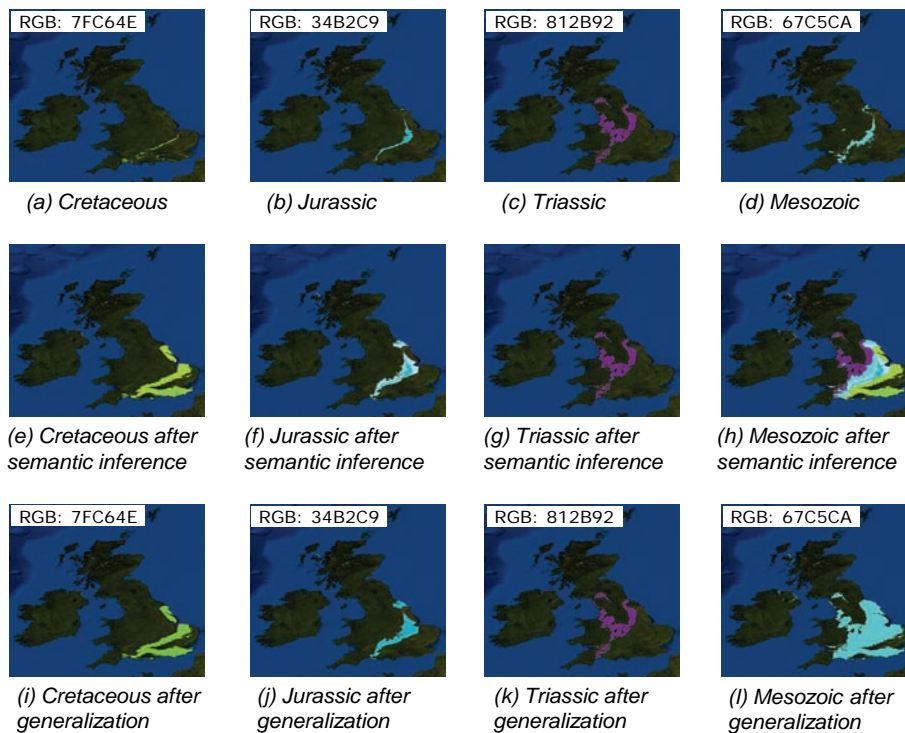 RGB: 7FC64E
RGB: 34B2C9
RGB: 812B92
RGB: 67C5CA
(a) Cretaceous
(b) Jurassic
(c) Triassic
(d) Mesozoic
(e) Cretaceous after
semantic inference
(f) Jurassic after
semantic inference
(g) Triassic after
semantic inference
(h) Mesozoic after
semantic inference
RGB: 7FC64E
RGB: 34B2C9
RGB: 812B92
RGB: 67C5CA
(i) Cretaceous after
generalization
(j) Jurassic after
generalization
(k) Triassic after
generalization
(l) Mesozoic after
generalization